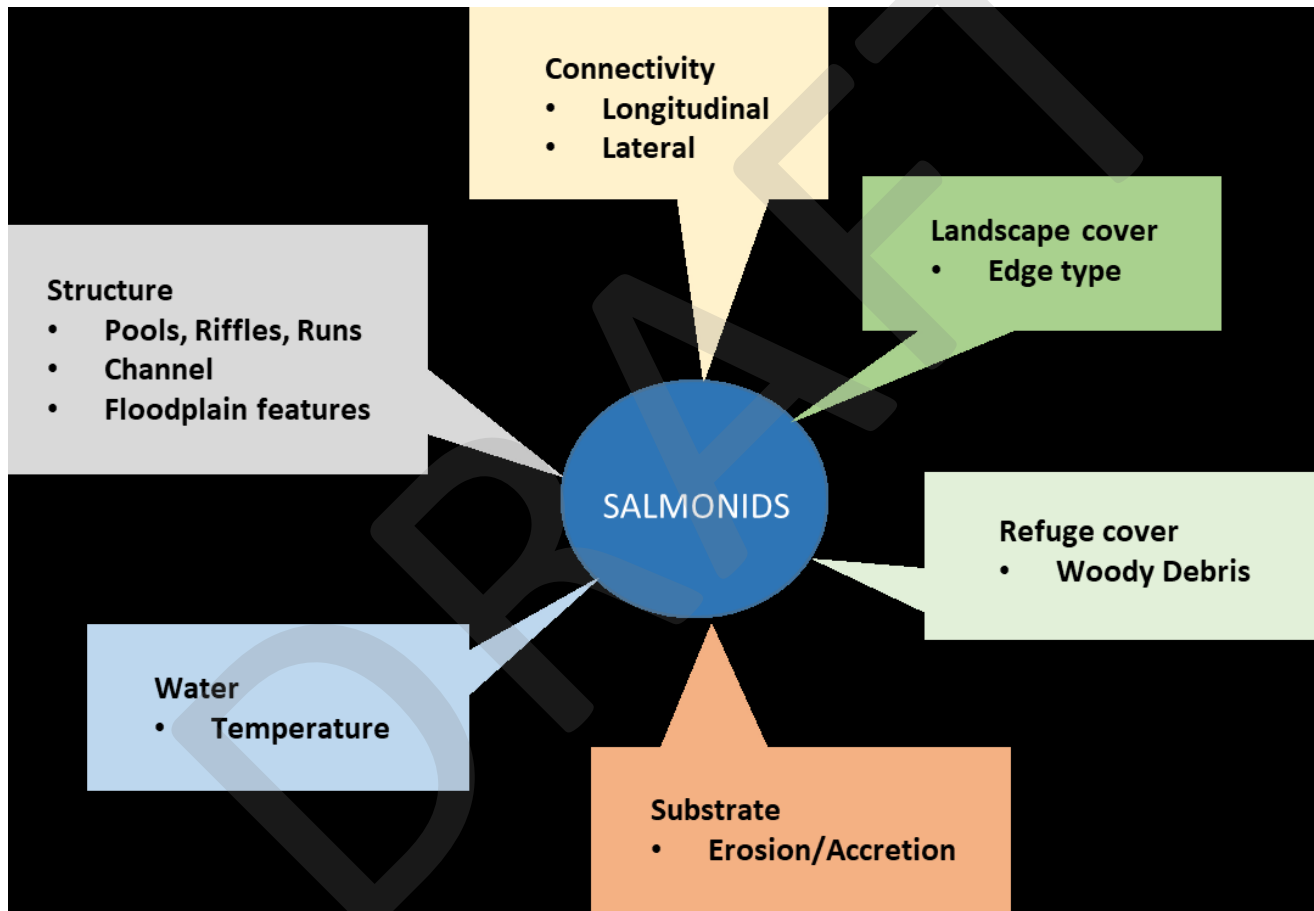 Connectivity
• Longitudinal
• Lateral
Landscape cover
• Edge type
Structure
• Pools, Riffles, Runs
• Channel
• Floodplain features
SALMONIDS
Refuge cover
• Woody Debris
Water
• Temperature
Substrate
• Erosion/Accretion
DRAFT